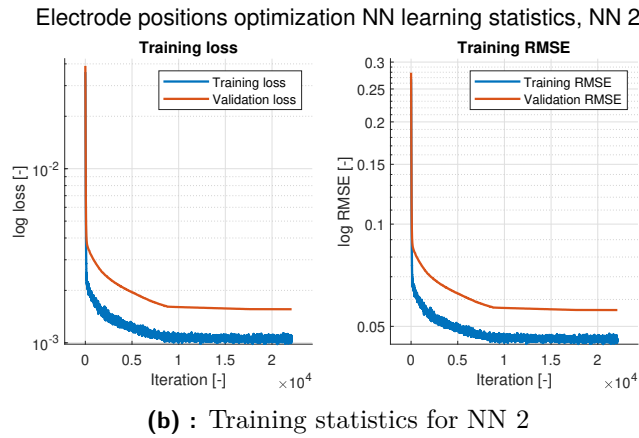 Electrode positions optimization NN learning statistics, NN 2
Training loss
Training loss
Validation loss
log loss [-]
10^-2
10^-3
0 0.5 1 1.5 2
Iteration [-]
×10^4
Training RMSE
Training RMSE
Validation RMSE
log RMSE [-]
0.3
0.25
0.2
0.15
0.1
0.05
0 0.5 1 1.5 2
Iteration [-]
×10^4
(b) : Training statistics for NN 2